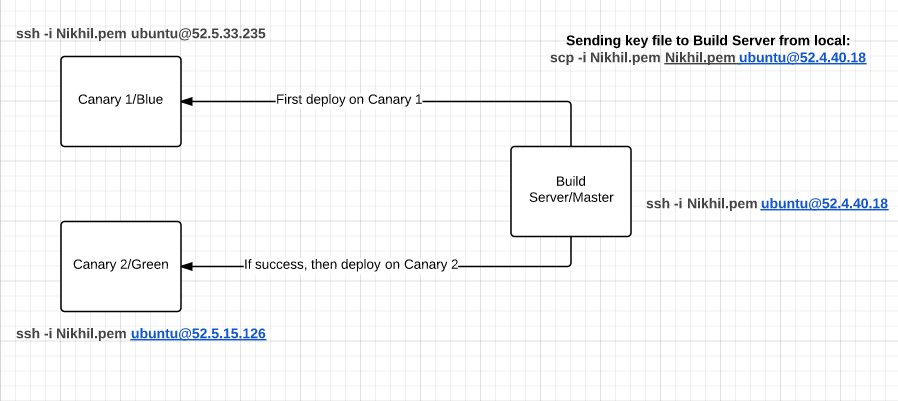 ssh -i Nikhil.pem ubuntu@52.5.33.235
Sending key file to Build Server from local:
scp -i Nikhil.pem Nikhil.pem ubuntu@52.4.40.18
Canary 1/Blue
First deploy on Canary 1
Build
Server/Master
ssh -i Nikhil.pem ubuntu@52.4.40.18
Canary 2/Green
If success, then deploy on Canary 2
ssh -i Nikhil.pem ubuntu@52.5.15.126